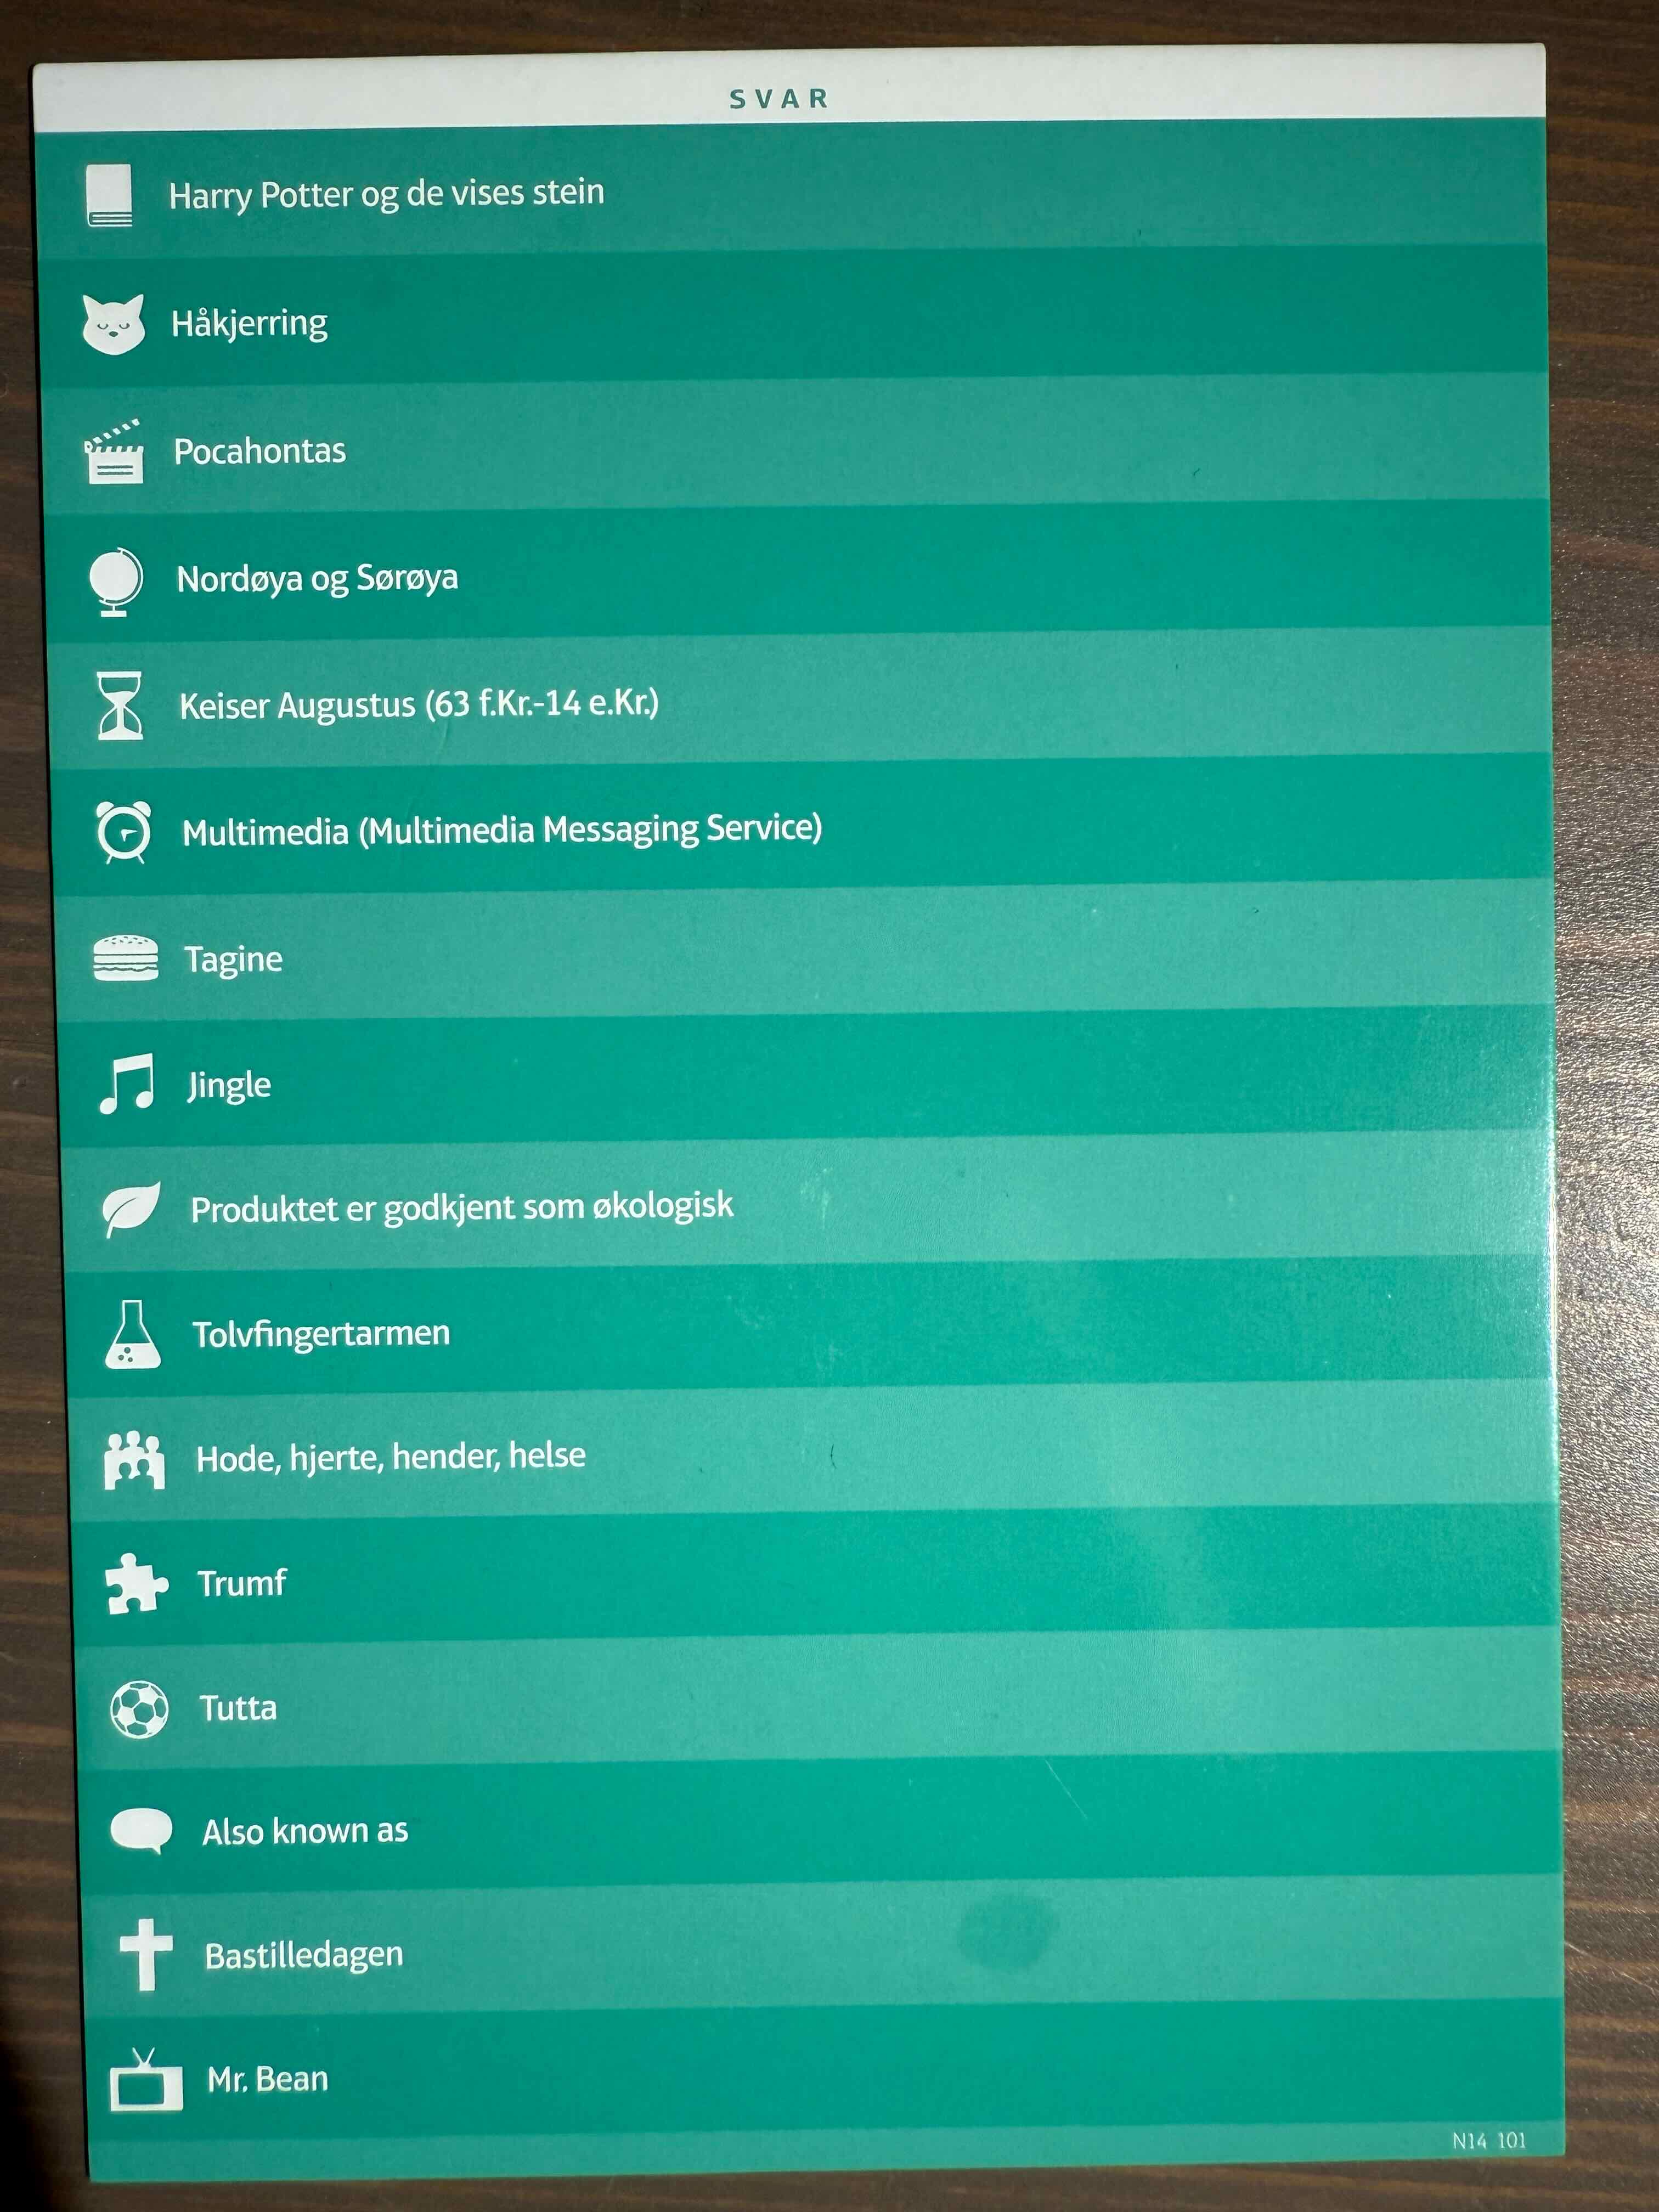 SVAR
Harry Potter og de vises stein
Håkjerring
Pocahontas
Nordøya og Sørøya
Keiser Augustus (63 f.Kr.-14 e.Kr.)
Multimedia (Multimedia Messaging Service)
Tagine
Jingle
Produktet er godkjent som økologisk
Tolvfingertarmen
Hode, hjerte, hender, helse
Trumf
Tutta
Also known as
Bastilledagen
Mr. Bean
N14 101